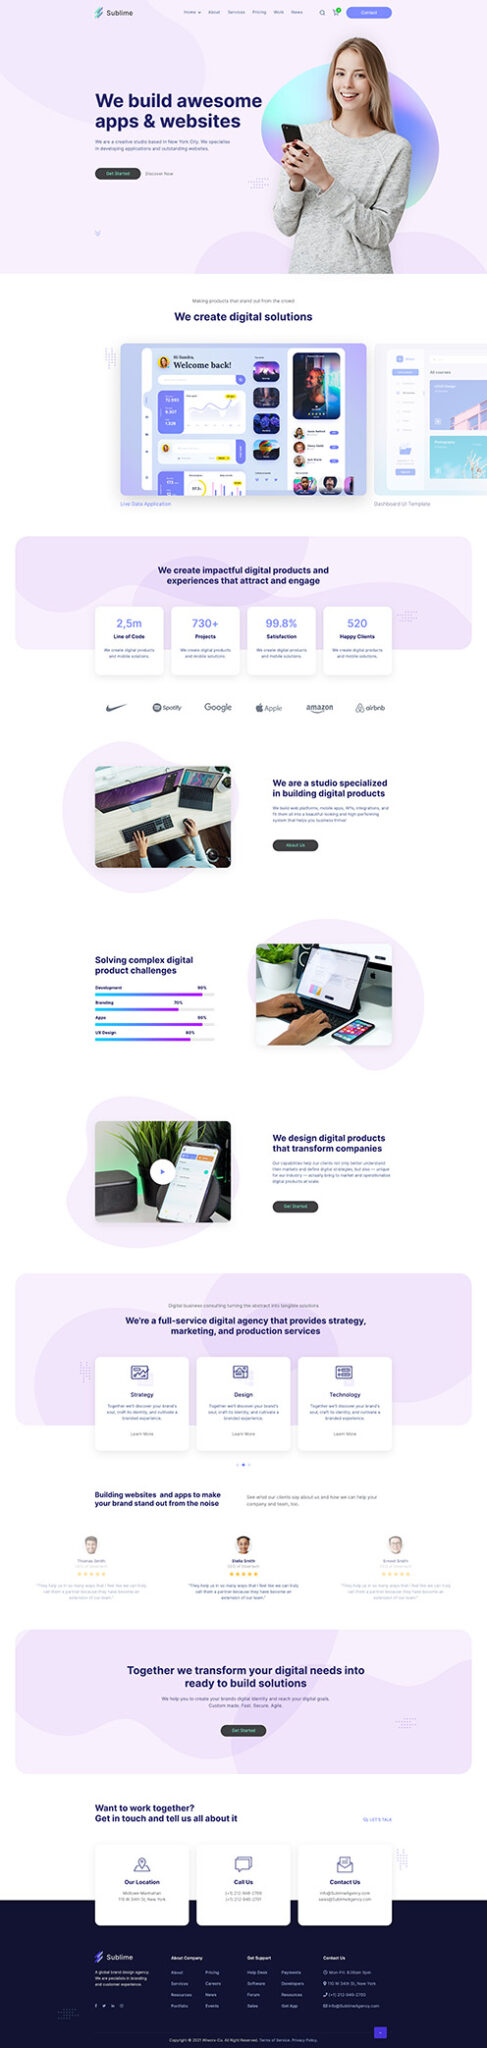 Sublime
Home About Services Pricing Work News
Contact
We build awesome
apps & websites
We are a creative studio based in New York City. We specialise
in developing applications and outstanding websites.
Get Started Discover Now
Making products that stand out from the crowd
We create digital solutions
Hi Sandra,
Welcome back!
All courses
Live Data Application
Dashboard UI Template
We create impactful digital products and
experiences that attract and engage
2,5m 730+ 99.8% 520
Line of Code Projects Satisfaction Happy Clients
We create digital products We create digital products We create digital products We create digital products
and mobile solutions. and mobile solutions. and mobile solutions. and mobile solutions.
Spotify Google Apple amazon airbnb
We are a studio specialized
in building digital products
We build web platforms, mobile apps, APIs, integrations, and
fit them all into a beautiful looking and high-performing
system that helps you business thrive!
About Us
Solving complex digital
product challenges
Development 90%
Branding 70%
Apps 90%
UX Design 80%
We design digital products
that transform companies
Our capabilities help our clients not only better understand
their markets and define digital strategies, but also — unique
for our industry — actually bring to market and operationalise
digital products at scale.
Get Started
Digital business consulting turning the abstract into tangible solutions
We're a full-service digital agency that provides strategy,
marketing, and production services
Strategy Design Technology
Together we'll discover your brand's Together we'll discover your brand's Together we'll discover your brand's
soul, craft its identity, and cultivate a soul, craft its identity, and cultivate a soul, craft its identity, and cultivate a
branded experience. branded experience. branded experience.
Learn More Learn More Learn More
Building websites and apps to make
your brand stand out from the noise
See what our clients say about us and how we can help your
company and team, too.
Thomas Smith Stella Smith Ernest Smith
"They help us in so many ways that I feel like we can truly "They help us in so many ways that I feel like we can truly "They help us in so many ways that I feel like we can truly
call them a partner because they have become an call them a partner because they have become an call them a partner because they have become an
extension of our team." extension of our team." extension of our team."
Together we transform your digital needs into
ready to build solutions
We help you to create your brands digital identity and reach your digital goals.
Custom made. Fast. Secure. Agile.
Get Started
Want to work together?
Get in touch and tell us all about it
LET'S TALK
Our Location Call Us Contact Us
Midtown Manhattan
110 W 34th St, New York
(+1) 212-946-2700
(+1) 212-946-2701
info@SublimeAgency.com
sales@SublimeAgency.com
Sublime
A global brand design agency.
We are specialists in branding
and customer experience.
About Company Get Support Contact Us
About Pricing Help Desk Payments Mon-Fri: 8:00am 6pm
Services Careers Software Developers 110 W 34th St, New York
Resources News Forum Resources (+1) 212-946-2700
Portfolio Events Sales Get App info@SublimeAgency.com
Terms of Service. Privacy Policy.